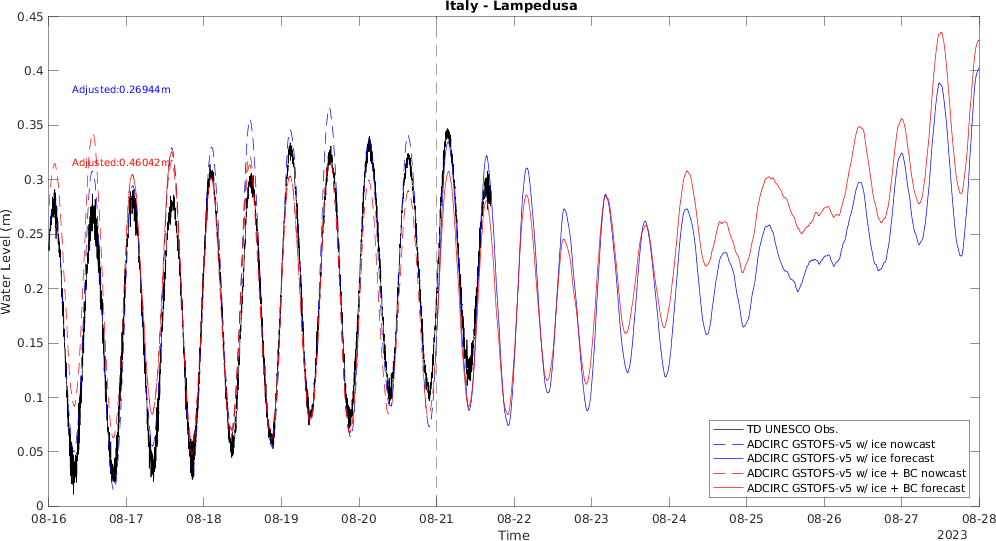 Italy - Lampedusa
0.45
0.4
0.35
0.3
0.25
0.2
0.15
0.1
0.05
0
Water Level (m)
Adjusted:0.26944m
Adjusted:0.46042m
TD UNESCO Obs.
ADCIRC GSTOFS-v5 w/ ice nowcast
ADCIRC GSTOFS-v5 w/ ice forecast
ADCIRC GSTOFS-v5 w/ ice + BC nowcast
ADCIRC GSTOFS-v5 w/ ice + BC forecast
08-16 08-17 08-18 08-19 08-20 08-21 08-22 08-23 08-24 08-25 08-26 08-27 08-28
Time
2023